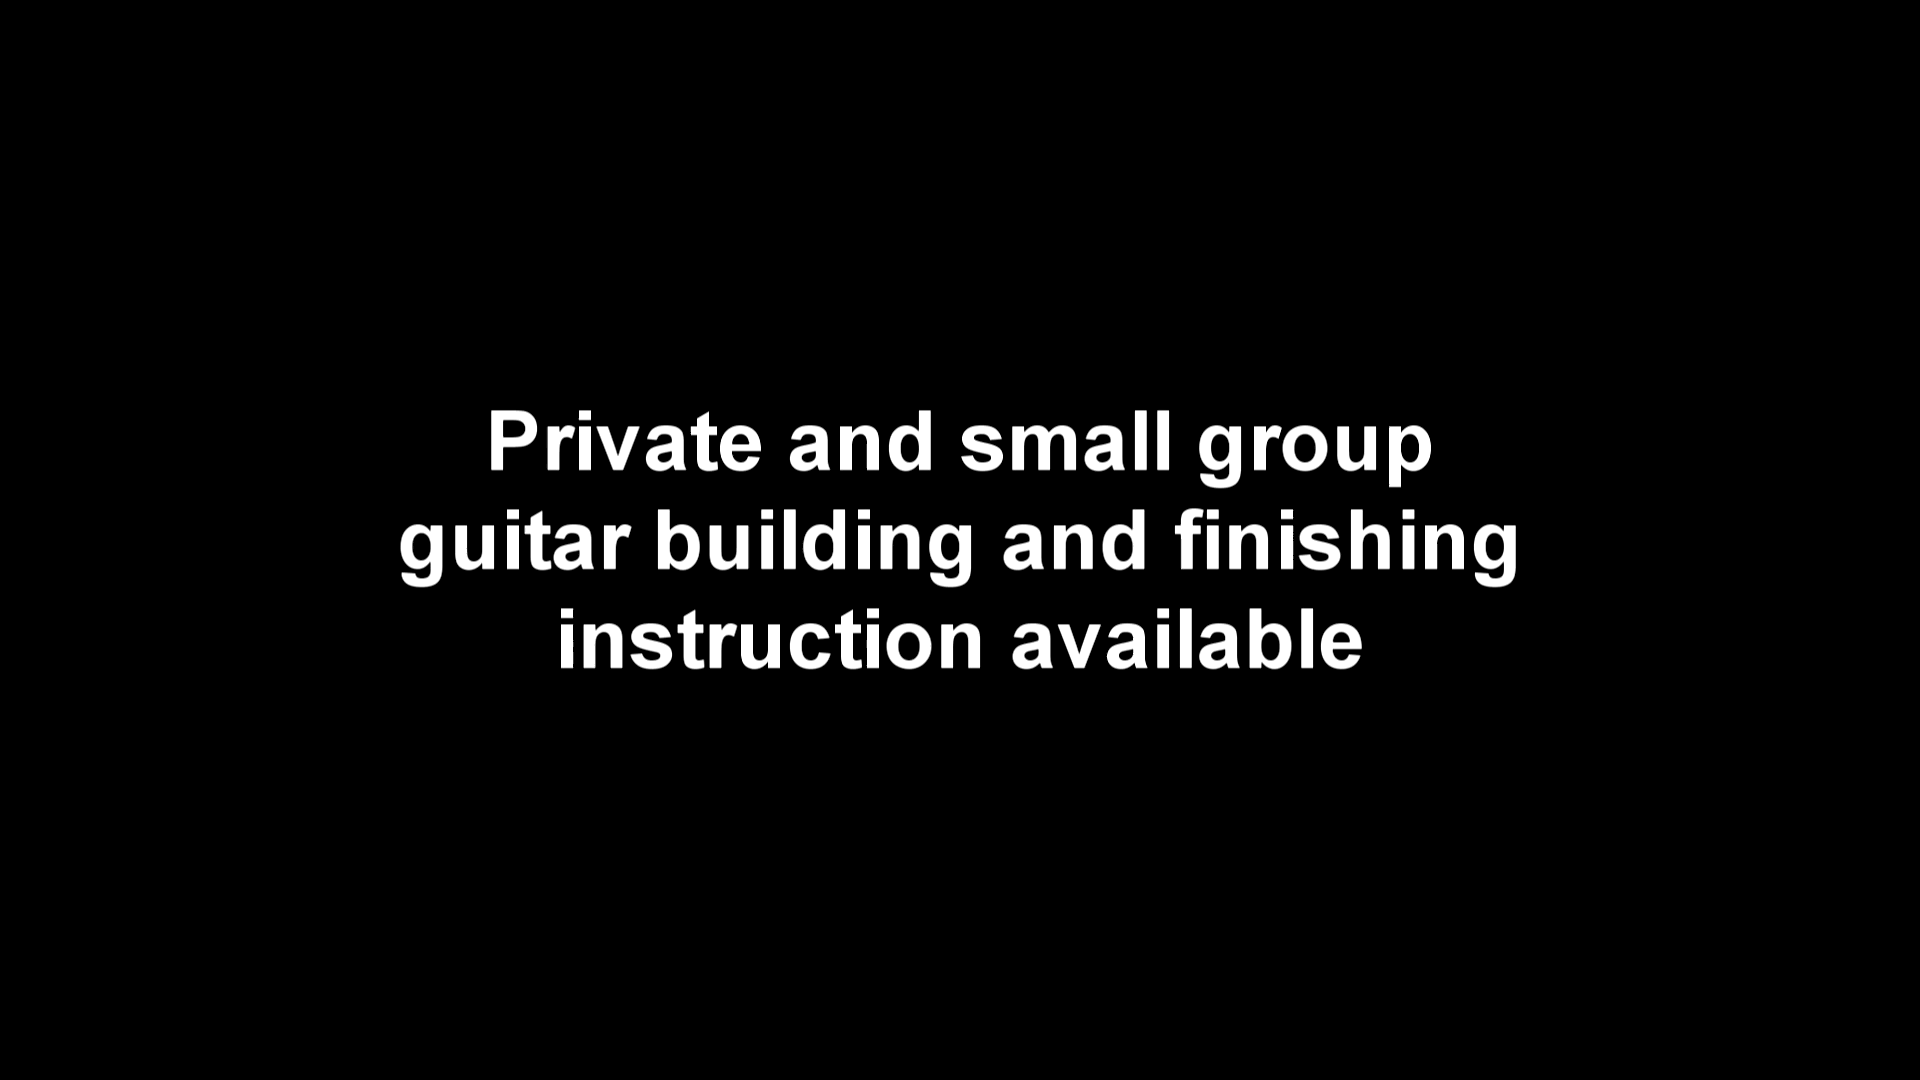 Private and small group
guitar building and finishing
instruction available